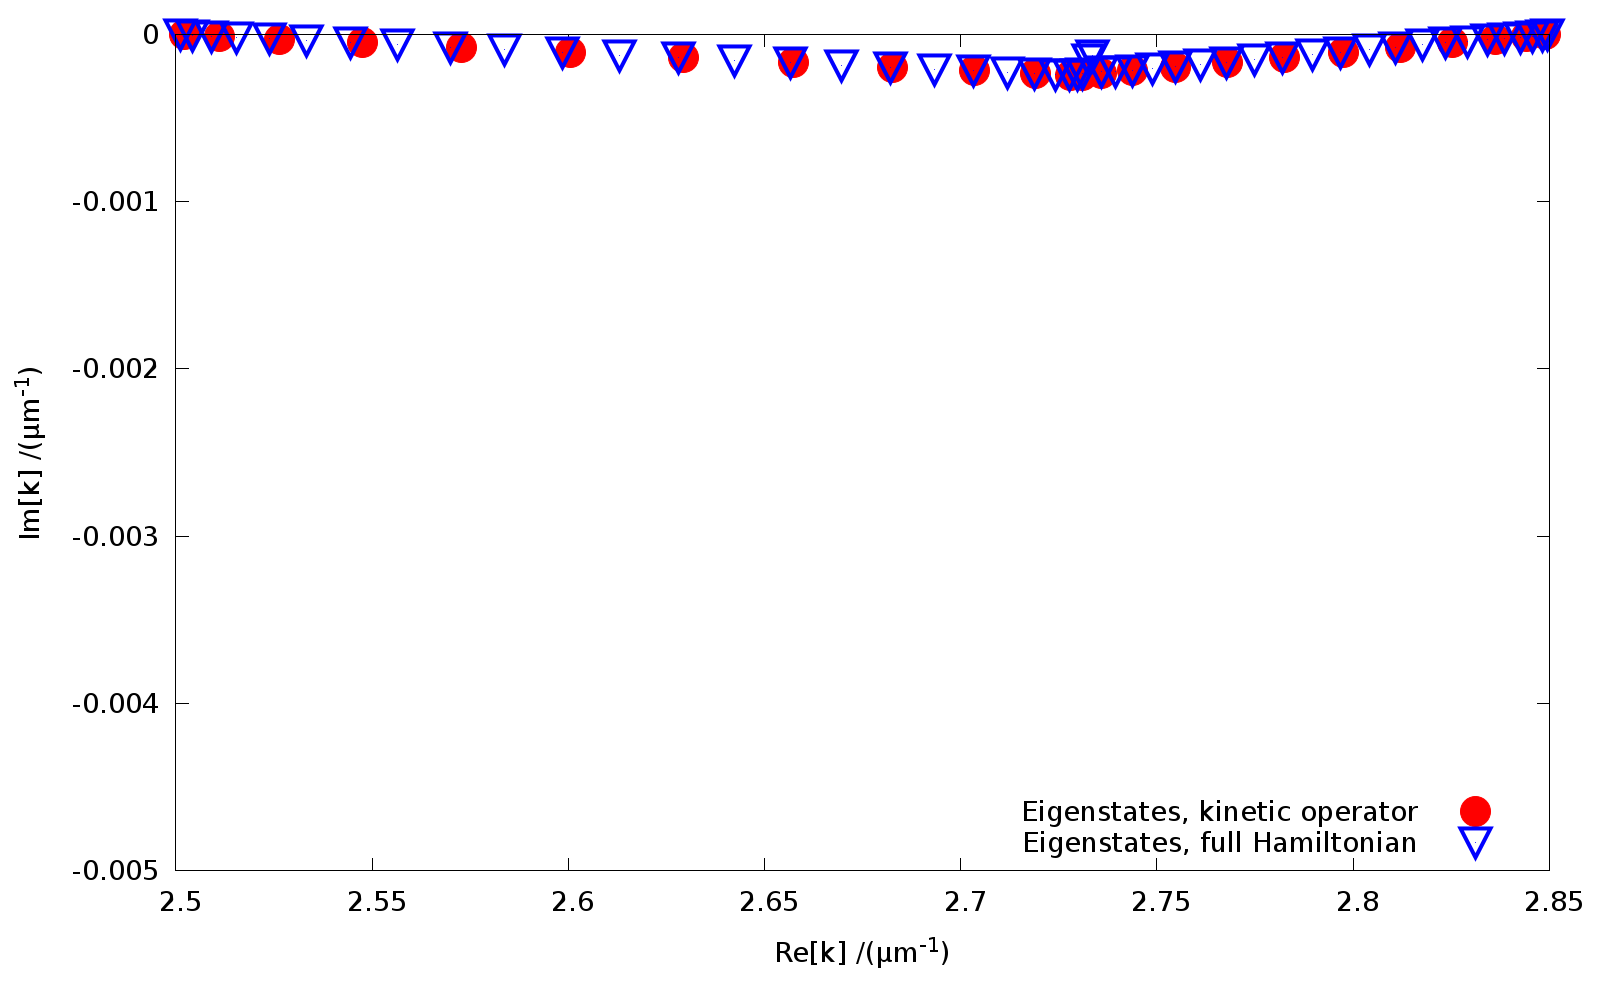 0
-0.001
-0.002
-0.003
-0.004
-0.005
2.5 2.55 2.6 2.65 2.7 2.75 2.8 2.85
Im[k] /(µm⁻¹)
Re[k] /(µm⁻¹)
Eigenstates, kinetic operator
Eigenstates, full Hamiltonian